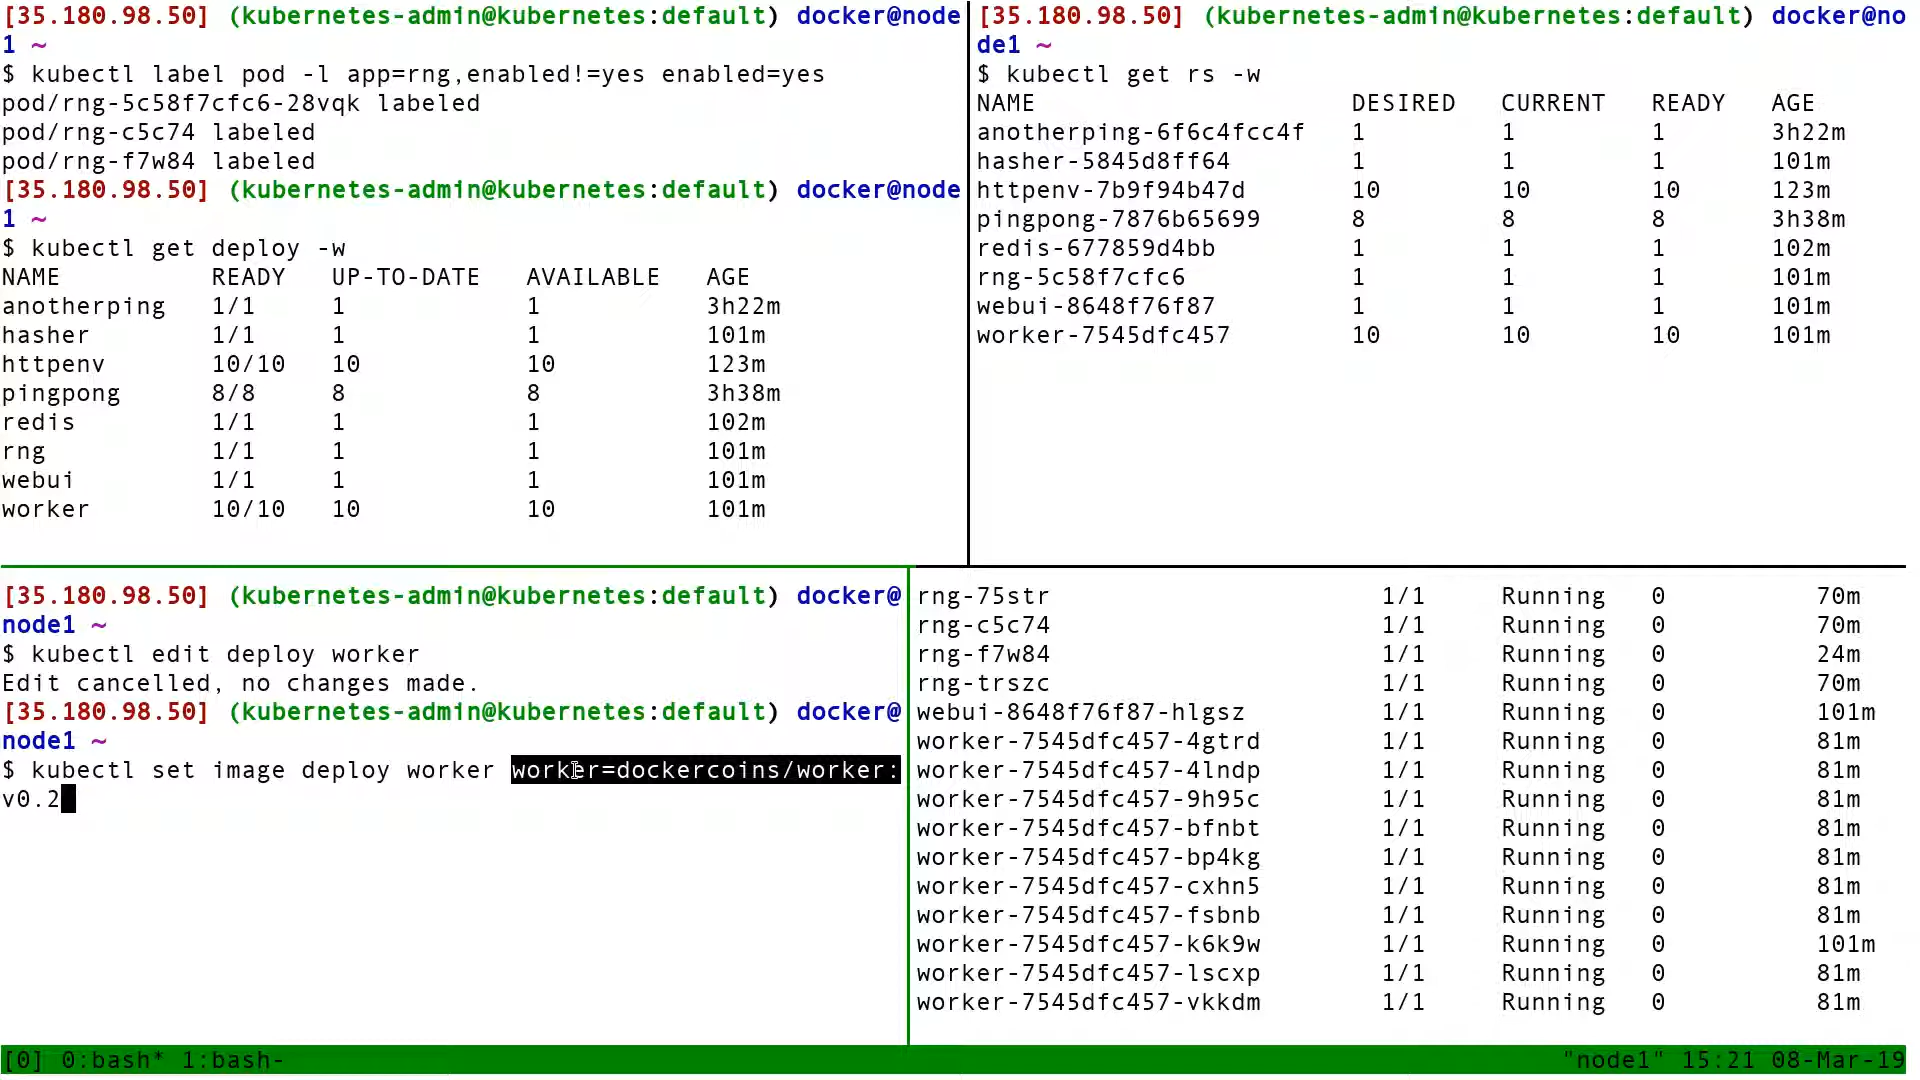 [35.180.98.50] (kubernetes-admin@kubernetes:default) docker@node
1 ~
$ kubectl label pod -l app=rng,enabled!=yes enabled=yes
pod/rng-5c58f7cfc6-28vqk labeled
pod/rng-c5c74 labeled
pod/rng-f7w84 labeled
[35.180.98.50] (kubernetes-admin@kubernetes:default) docker@node
1 ~
$ kubectl get deploy -w
NAME READY UP-TO-DATE AVAILABLE AGE
anotherping 1/1 1 1 3h22m
hasher 1/1 1 1 101m
httpenv 10/10 10 10 123m
pingpong 8/8 8 8 3h38m
redis 1/1 1 1 102m
rng 1/1 1 1 101m
webui 1/1 1 1 101m
worker 10/10 10 10 101m
[35.180.98.50] (kubernetes-admin@kubernetes:default) docker@no
de1 ~
$ kubectl get rs -w
NAME DESIRED CURRENT READY AGE
anotherping-6f6c4fcc4f 1 1 1 3h22m
hasher-5845d8ff64 1 1 1 101m
httpenv-7b9f94b47d 10 10 10 123m
pingpong-7876b65699 8 8 8 3h38m
redis-677859d4bb 1 1 1 102m
rng-5c58f7cfc6 1 1 1 101m
webui-8648f76f87 1 1 1 101m
worker-7545dfc457 10 10 10 101m
[35.180.98.50] (kubernetes-admin@kubernetes:default) docker@
node1 ~
$ kubectl edit deploy worker
Edit cancelled, no changes made.
[35.180.98.50] (kubernetes-admin@kubernetes:default) docker@
node1 ~
$ kubectl set image deploy worker worker=dockercoins/worker:
v0.2
rng-75str 1/1 Running 0 70m
rng-c5c74 1/1 Running 0 70m
rng-f7w84 1/1 Running 0 24m
rng-trszc 1/1 Running 0 70m
webui-8648f76f87-hlgsz 1/1 Running 0 101m
worker-7545dfc457-4gtrd 1/1 Running 0 81m
worker-7545dfc457-4lndp 1/1 Running 0 81m
worker-7545dfc457-9h95c 1/1 Running 0 81m
worker-7545dfc457-bfnbt 1/1 Running 0 81m
worker-7545dfc457-bp4kg 1/1 Running 0 81m
worker-7545dfc457-cxhn5 1/1 Running 0 81m
worker-7545dfc457-fsbnb 1/1 Running 0 81m
worker-7545dfc457-k6k9w 1/1 Running 0 101m
worker-7545dfc457-lscxp 1/1 Running 0 81m
worker-7545dfc457-vkkdm 1/1 Running 0 81m
[0] 0:bash* 1:bash- "node1" 15:21 08-Mar-19